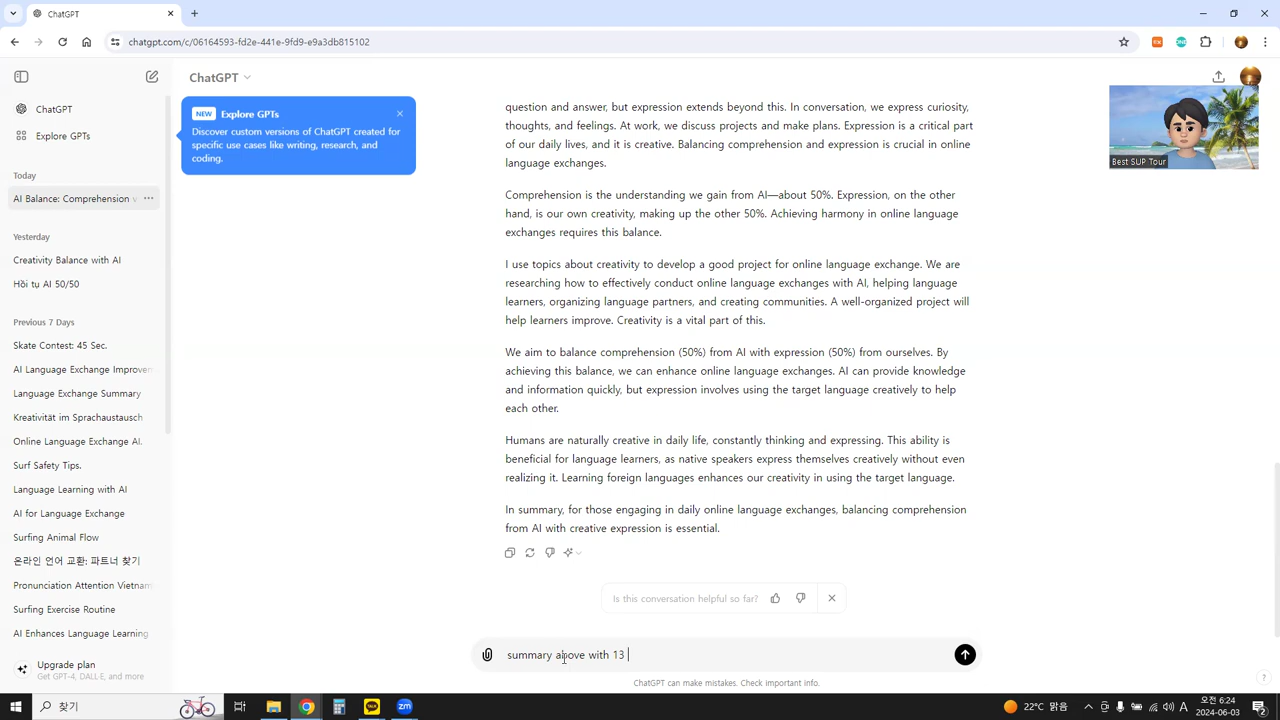 ChatGPT
chatgpt.com/c/06164593-fd2e-441e-9fd9-e9a3db815102
ChatGPT
Explore GPTs
Today
AI Balance: Comprehension v
Yesterday
Creativity Balance with AI
Hồi tụ AI 50/50
Previous 7 Days
Skate Contest: 45 Sec.
AI Language Exchange Improvem
Language Exchange Summary
Kreativität im Sprachaustausch
Online Language Exchange AI.
Surf Safety Tips.
Language Learning with AI
AI for Language Exchange
Surfing Animal Flow
온라인 언어 교환: 파트너 찾기
Pronunciation Attention Vietnam
Surfing Exercise Routine
AI Enhances Language Learning
Upgrade plan
Get GPT-4, DALL·E, and more
ChatGPT
NEW Explore GPTs
Discover custom versions of ChatGPT created for
specific use cases like writing, research, and
coding.
question and answer, but expression extends beyond this. In conversation, we express curiosity,
thoughts, and feelings. At work, we discuss projects and make plans. Expression is a critical part
of our daily lives, and it is creative. Balancing comprehension and expression is crucial in online
language exchanges.
Comprehension is the understanding we gain from AI—about 50%. Expression, on the other
hand, is our own creativity, making up the other 50%. Achieving harmony in online language
exchanges requires this balance.
I use topics about creativity to develop a good project for online language exchange. We are
researching how to effectively conduct online language exchanges with AI, helping language
learners, organizing language partners, and creating communities. A well-organized project will
help learners improve. Creativity is a vital part of this.
We aim to balance comprehension (50%) from AI with expression (50%) from ourselves. By
achieving this balance, we can enhance online language exchanges. AI can provide knowledge
and information quickly, but expression involves using the target language creatively to help
each other.
Humans are naturally creative in daily life, constantly thinking and expressing. This ability is
beneficial for language learners, as native speakers express themselves creatively without even
realizing it. Learning foreign languages enhances our creativity in using the target language.
In summary, for those engaging in daily online language exchanges, balancing comprehension
from AI with creative expression is essential.
Is this conversation helpful so far?
summary above with 13
ChatGPT can make mistakes. Check important info.
Best SUP Tour
찾기
TALK
zm
22°C 맑음
A
오전 6:24
2024-06-03